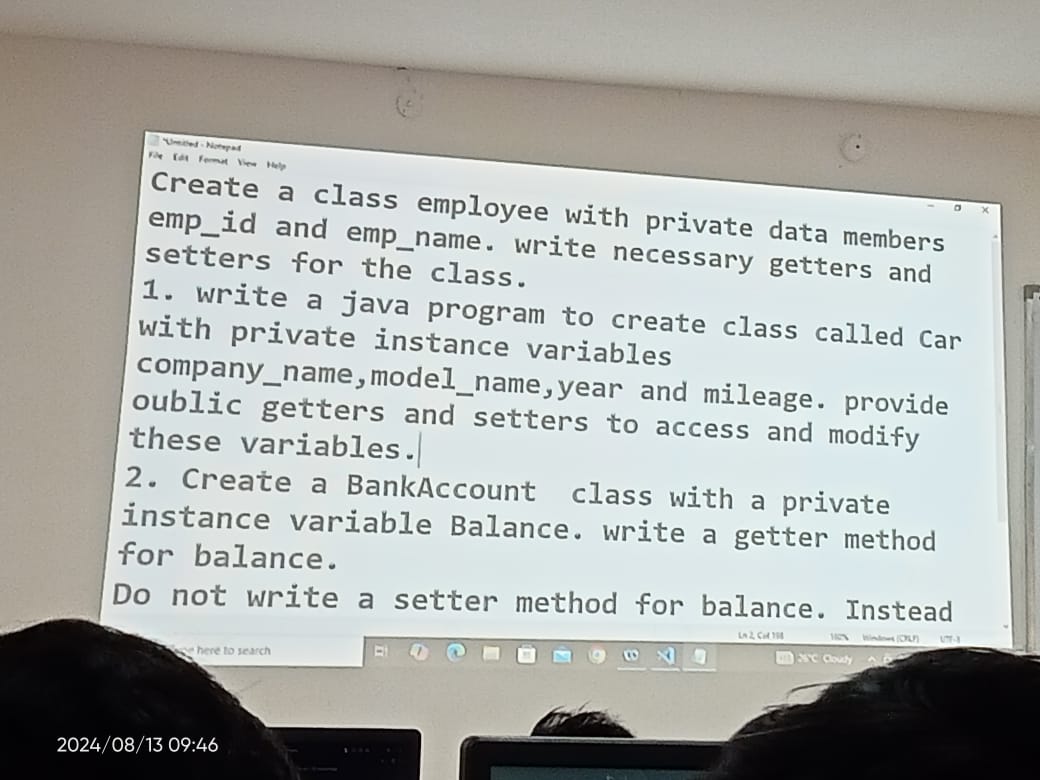 *Untitled - Notepad
File Edit Format View Help
Create a class employee with private data members
emp_id and emp_name. write necessary getters and
setters for the class.
1. write a java program to create class called Car
with private instance variables
company_name,model_name,year and mileage. provide
oublic getters and setters to access and modify
these variables.
2. Create a BankAccount  class with a private
instance variable Balance. write a getter method
for balance.
Do not write a setter method for balance. Instead
Ln 2, Col 198 Windows (CRLF)
here to search
26°C Cloudy
2024/08/13 09:46